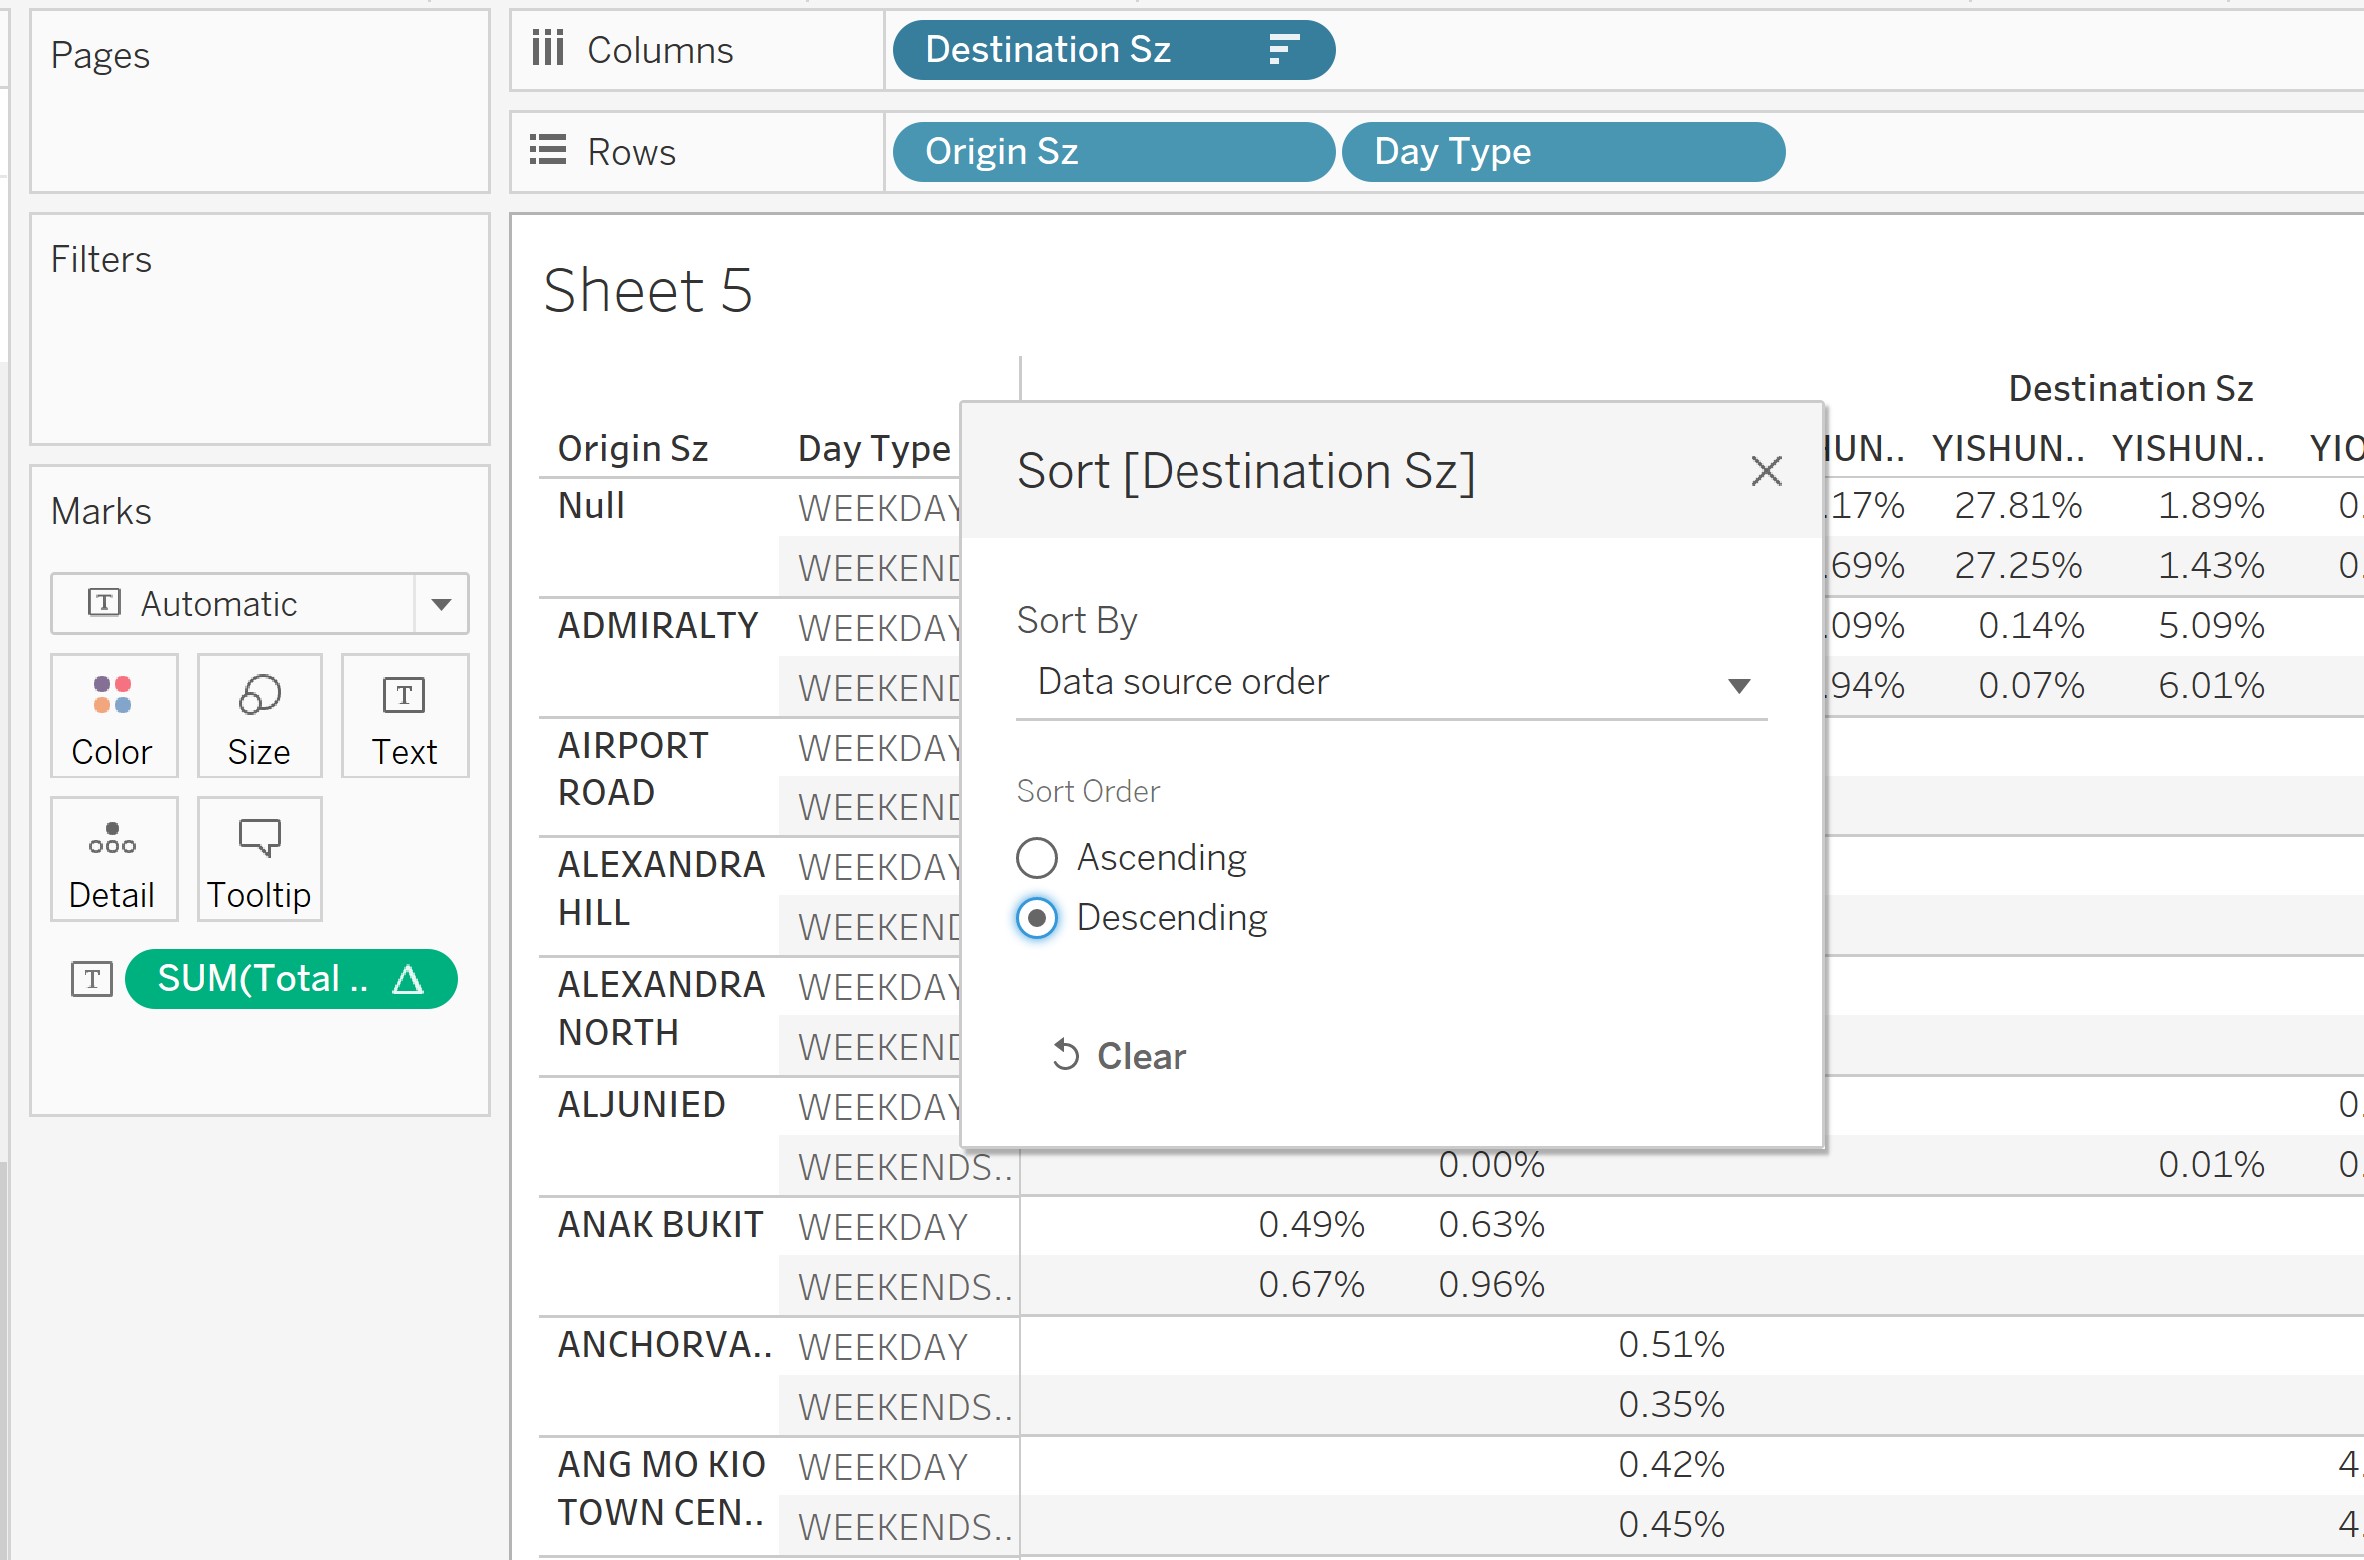 Pages
Columns
Destination Sz
Rows
Origin Sz
Day Type
Filters
Sheet 5
Destination Sz
Origin Sz
Day Type
HUN..
YISHUN..
YISHUN..
YIO
Marks
Automatic
Color
Size
Text
Detail
Tooltip
T
SUM(Total ..
Null
WEEKDAY
.17%
27.81%
1.89%
0.
WEEKEND
.69%
27.25%
1.43%
0.
ADMIRALTY
WEEKDAY
.09%
0.14%
5.09%
WEEKEND
.94%
0.07%
6.01%
AIRPORT
ROAD
WEEKDAY
WEEKEND
ALEXANDRA
HILL
WEEKDAY
WEEKEND
ALEXANDRA
NORTH
WEEKDAY
WEEKEND
ALJUNIED
WEEKDAY
0.
WEEKENDS..
0.00%
0.01%
0.
ANAK BUKIT
WEEKDAY
0.49%
0.63%
WEEKENDS..
0.67%
0.96%
ANCHORVA..
WEEKDAY
0.51%
WEEKENDS..
0.35%
ANG MO KIO
TOWN CEN..
WEEKDAY
0.42%
4.
WEEKENDS..
0.45%
4.
Sort [Destination Sz]
Sort By
Data source order
Sort Order
Ascending
Descending
Clear